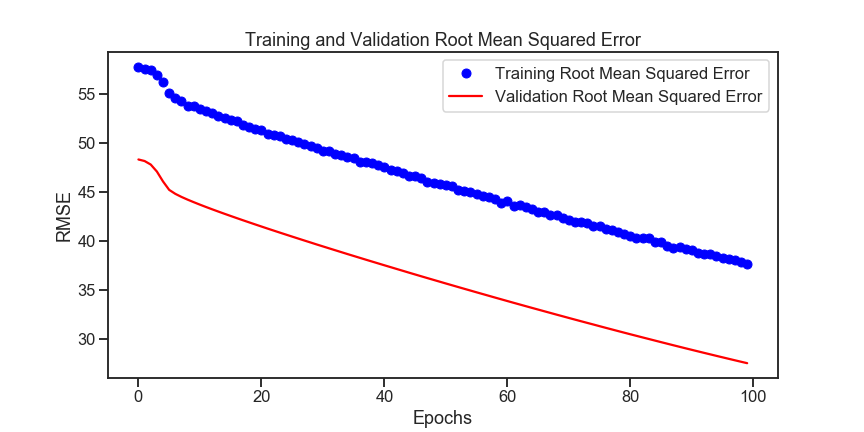 Training and Validation Root Mean Squared Error
Training Root Mean Squared Error
Validation Root Mean Squared Error
RMSE
55
50
45
40
35
30
0 20 40 60 80 100
Epochs